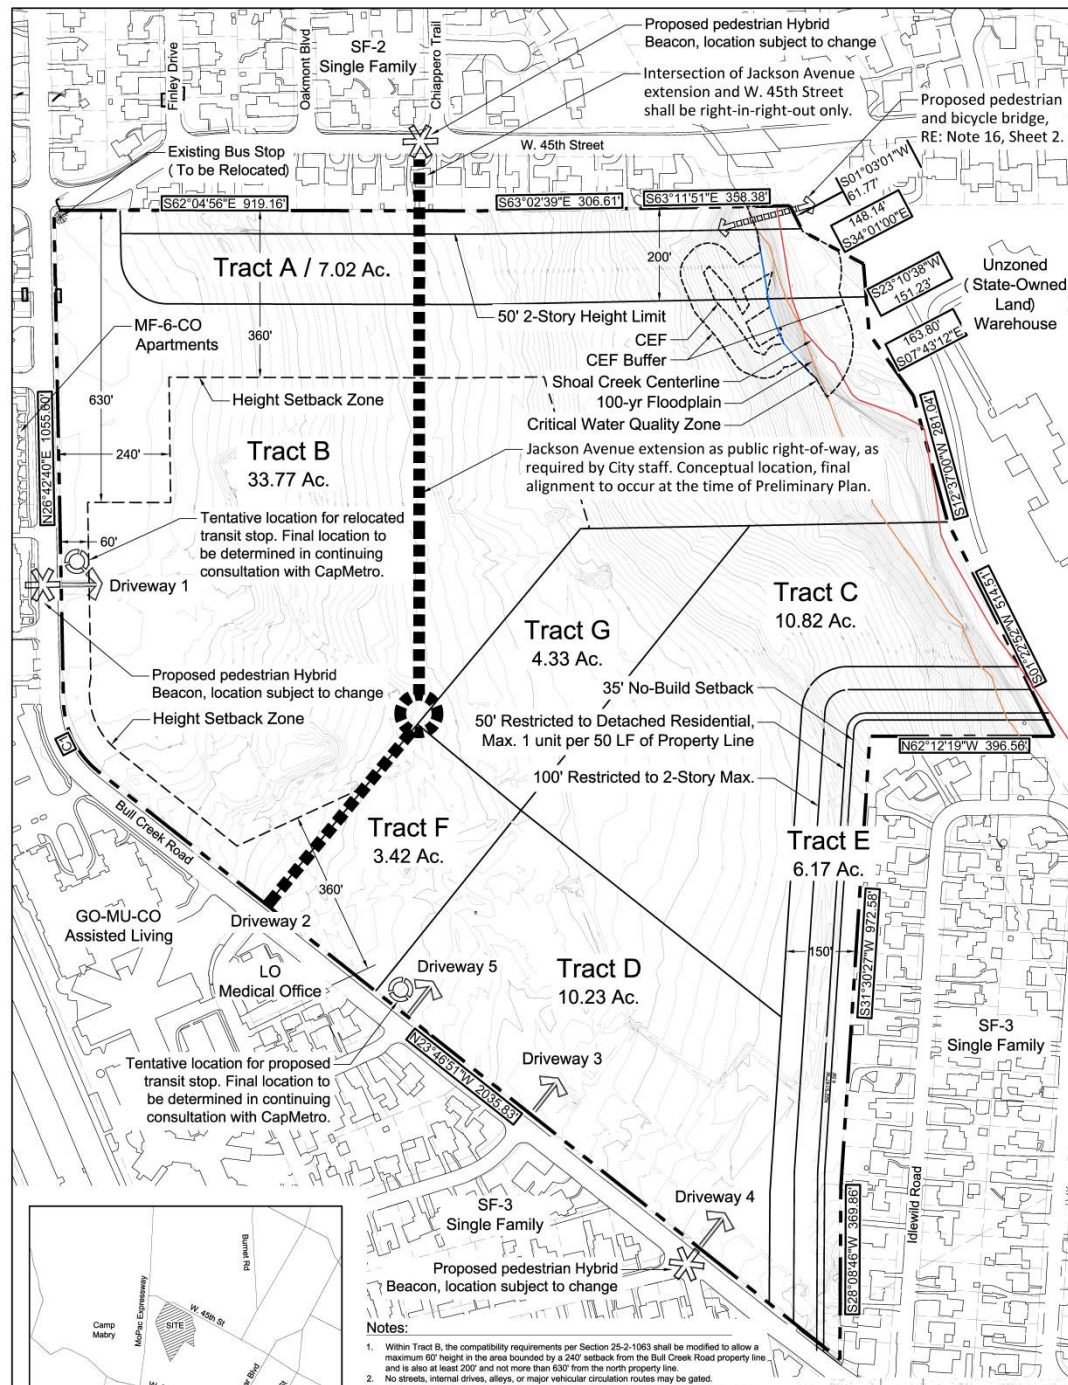 Proposed pedestrian Hybrid
Beacon, location subject to change
SF-2
Single Family
Finley Drive
Oakmont Blvd
Chiappero Trail
Intersection of Jackson Avenue
extension and W. 45th Street
shall be right-in-right-out only.
Proposed pedestrian
and bicycle bridge,
RE: Note 16, Sheet 2.
W. 45th Street
Existing Bus Stop
( To be Relocated)
S62°04'56"E 919.16'
S63°02'39"E 306.61'
S63°11'51"E 358.38'
S01°03'01"W
61.77'
148.14'
S34°01'00"E
Tract A / 7.02 Ac.
200'
S23°10'38"W
151.23'
Unzoned
( State-Owned
Land)
Warehouse
163.80'
S07°43'12"E
50' 2-Story Height Limit
MF-6-CO
Apartments
360'
CEF
CEF Buffer
Shoal Creek Centerline
100-yr Floodplain
Critical Water Quality Zone
Height Setback Zone
630'
N26°42'40"E 1055.60'
S12°37'00"W 281.04'
Tract B
33.77 Ac.
240'
Jackson Avenue extension as public right-of-way, as
required by City staff. Conceptual location, final
alignment to occur at the time of Preliminary Plan.
Tentative location for relocated
transit stop. Final location to
be determined in continuing
consultation with CapMetro.
60'
Driveway 1
Tract C
10.82 Ac.
S01°22'52"W 514.51'
Tract G
4.33 Ac.
Proposed pedestrian Hybrid
Beacon, location subject to change
Height Setback Zone
35' No-Build Setback
50' Restricted to Detached Residential,
Max. 1 unit per 50 LF of Property Line
100' Restricted to 2-Story Max.
N62°12'19"W 396.56'
C1
Bull Creek Road
Tract F
3.42 Ac.
360'
Tract E
6.17 Ac.
S31°30'27"W 972.58'
GO-MU-CO
Assisted Living
Driveway 2
LO
Medical Office
Driveway 5
150'
Tract D
10.23 Ac.
SF-3
Single Family
Tentative location for proposed
transit stop. Final location to
be determined in continuing
consultation with CapMetro.
N23°46'51"W 2035.83'
Driveway 3
Driveway 4
SF-3
Single Family
Idlewild Road
S28°08'46"W 369.86'
Proposed pedestrian Hybrid
Beacon, location subject to change
Burnet Rd
MoPac Expressway
W. 45th St
Camp
Mabry
SITE
Notes:
1. Within Tract B, the compatibility requirements per Section 25-2-1063 shall be modified to allow a
maximum 60' height in the area bounded by a 240' setback from the Bull Creek Road property line
and is also at least 200' and not more than 630' from the north property line.
2. No streets, internal drives, alleys, or major vehicular circulation routes may be gated.